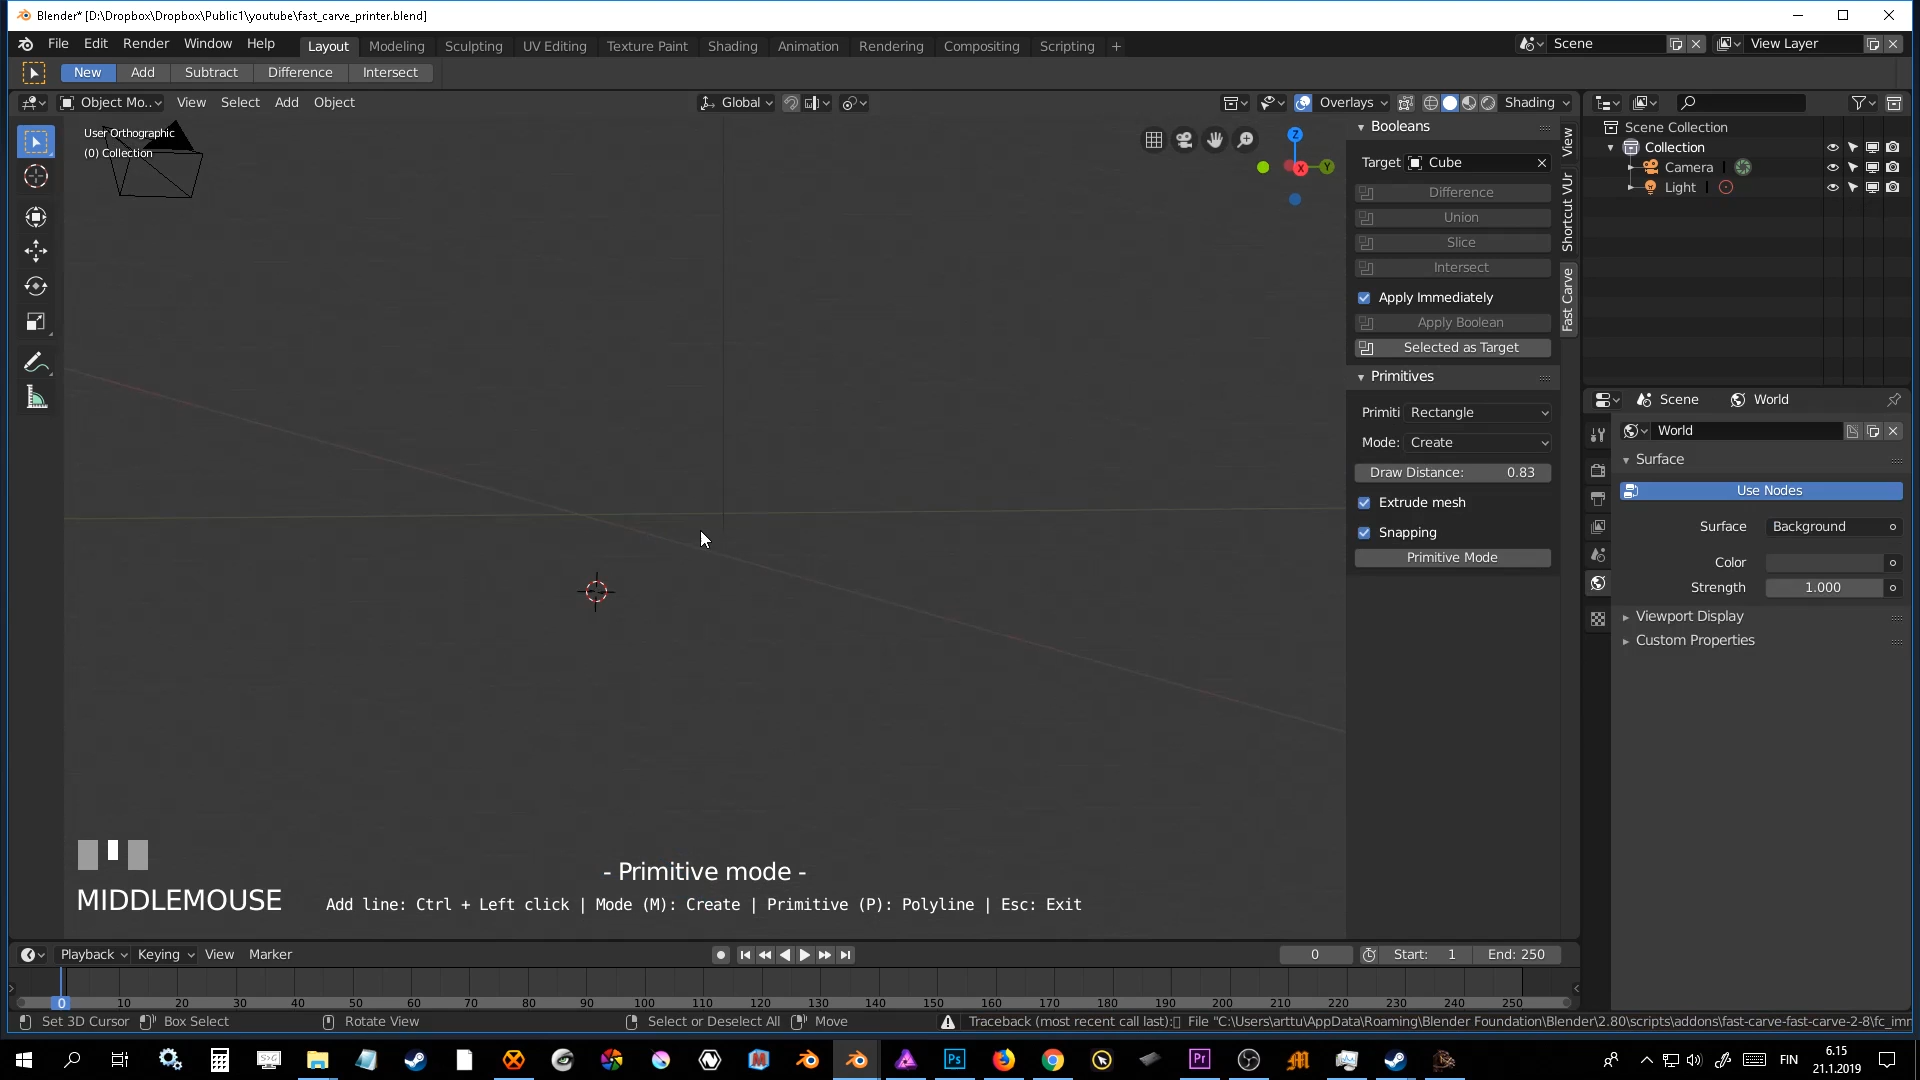 Blender* [D:\Dropbox\Dropbox\Public1\youtube\fast_carve_printer.blend]
File Edit Render Window Help Layout Modeling Sculpting UV Editing Texture Paint Shading Animation Rendering Compositing Scripting + Scene View Layer
New Add Subtract Difference Intersect
Object Mo.. View Select Add Object Global Overlays Shading
User Orthographic
(0) Collection
Z
X
Y
Booleans
Target Cube
Difference
Union
Slice
Intersect
Apply Immediately
Apply Boolean
Selected as Target
Primitives
Primiti Rectangle
Mode: Create
Draw Distance: 0.83
Extrude mesh
Snapping
Primitive Mode
View
Shortcut VUr
Fast Carve
Scene Collection
Collection
Camera
Light
Scene World
World
Surface
Use Nodes
Surface Background
Color
Strength 1.000
Viewport Display
Custom Properties
- Primitive mode -
MIDDLEMOUSE Add line: Ctrl + Left click | Mode (M): Create | Primitive (P): Polyline | Esc: Exit
Playback Keying View Marker 0 Start: 1 End: 250
0 10 20 30 40 50 60 70 80 90 100 110 120 130 140 150 160 170 180 190 200 210 220 230 240 250
Set 3D Cursor Box Select Rotate View Select or Deselect All Move Traceback (most recent call last): File "C:\Users\arttu\AppData\Roaming\Blender Foundation\Blender\2.80\scripts\addons\fast-carve-fast-carve-2-8\fc_imm
Ps Pr FIN 6.15
21.1.2019